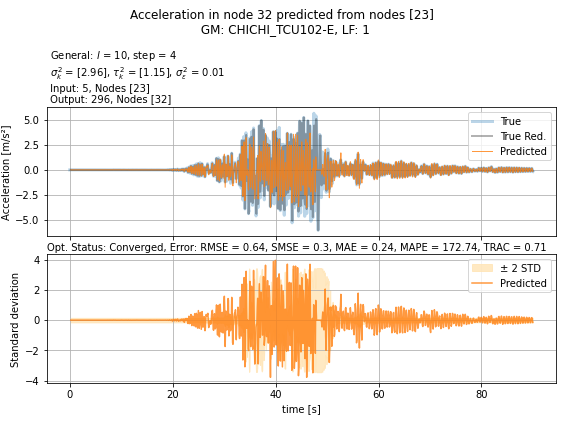 Acceleration in node 32 predicted from nodes [23]
GM: CHICHI_TCU102-E, LF: 1
General: l = 10, step = 4
σ²ₖ = [2.96], τ²ₖ = [1.15], σ²ε = 0.01
Input: 5, Nodes [23]
Output: 296, Nodes [32]
Acceleration [m/s²]
5.0
2.5
0.0
−2.5
−5.0
True
True Red.
Predicted
Opt. Status: Converged, Error: RMSE = 0.64, SMSE = 0.3, MAE = 0.24, MAPE = 172.74, TRAC = 0.71
Standard deviation
4
2
0
−2
−4
± 2 STD
Predicted
0 20 40 60 80
time [s]